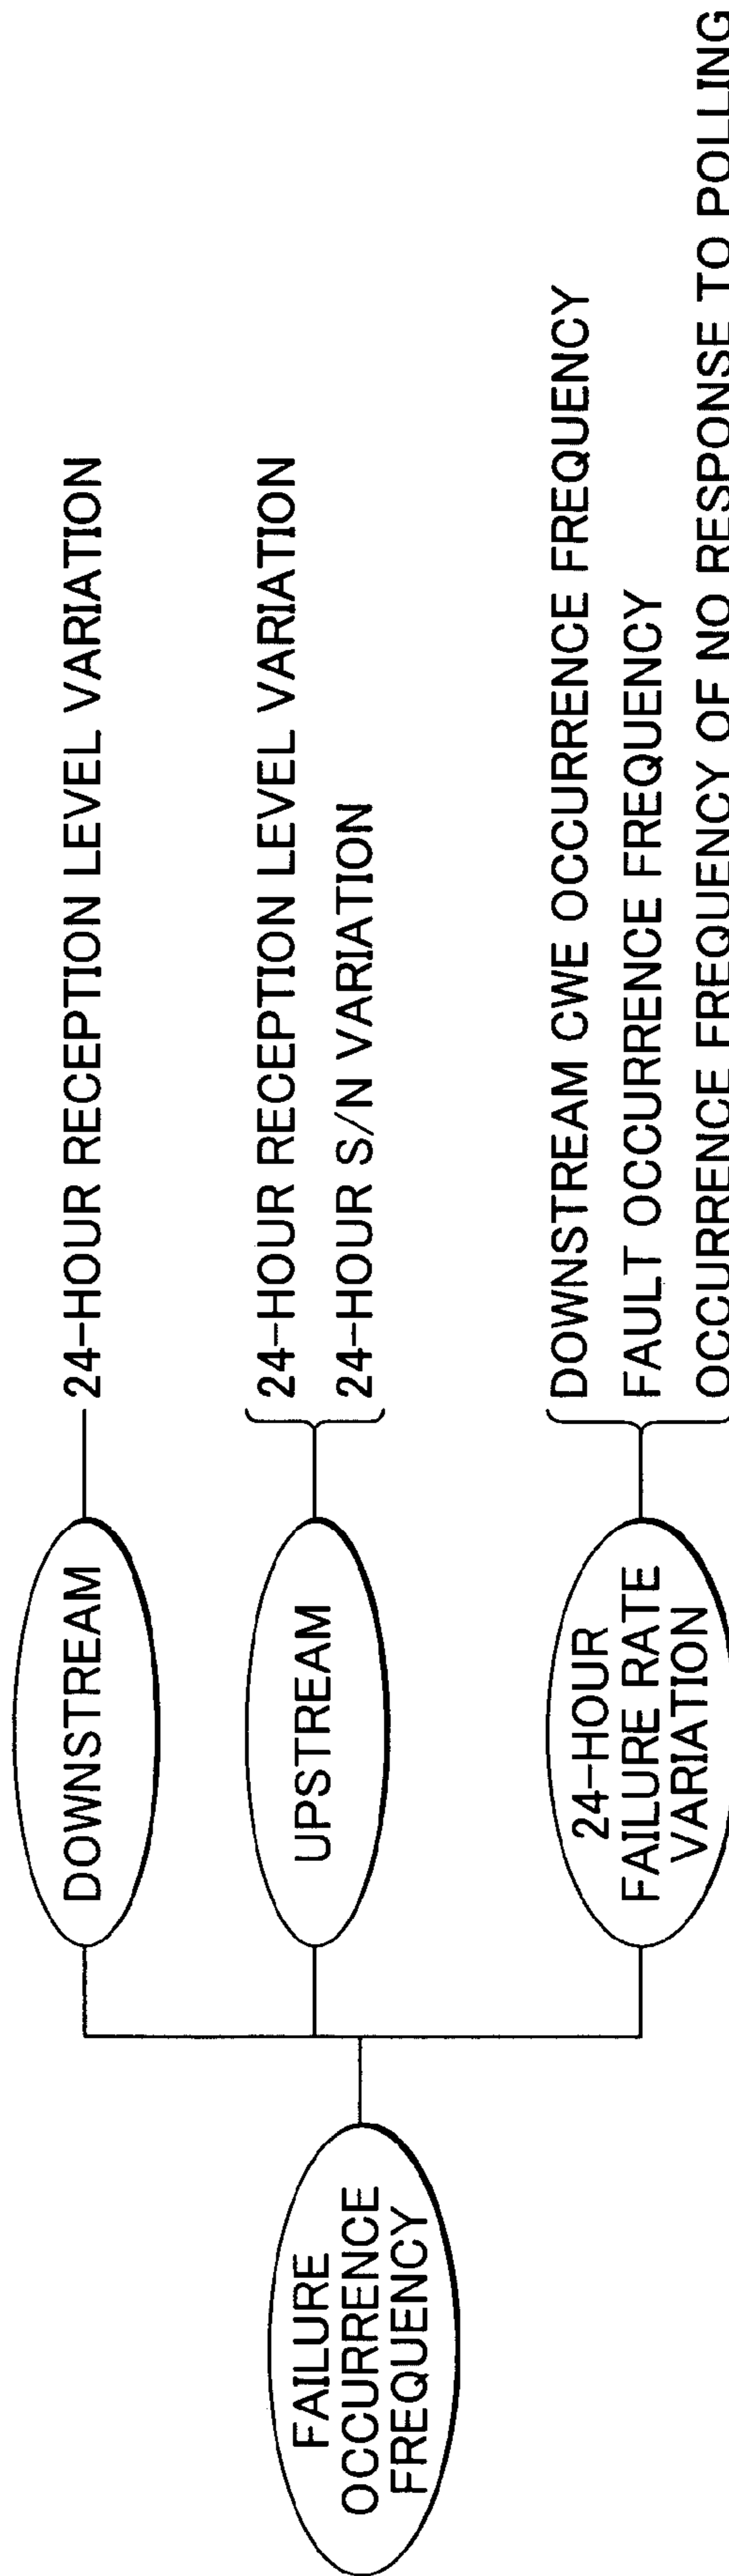 FAILURE
OCCURRENCE
FREQUENCY
DOWNSTREAM
24-HOUR RECEPTION LEVEL VARIATION
UPSTREAM
24-HOUR RECEPTION LEVEL VARIATION
24-HOUR S/N VARIATION
24-HOUR
FAILURE RATE
VARIATION
DOWNSTREAM CWE OCCURRENCE FREQUENCY
FAULT OCCURRENCE FREQUENCY
OCCURRENCE FREQUENCY OF NO RESPONSE TO POLLING